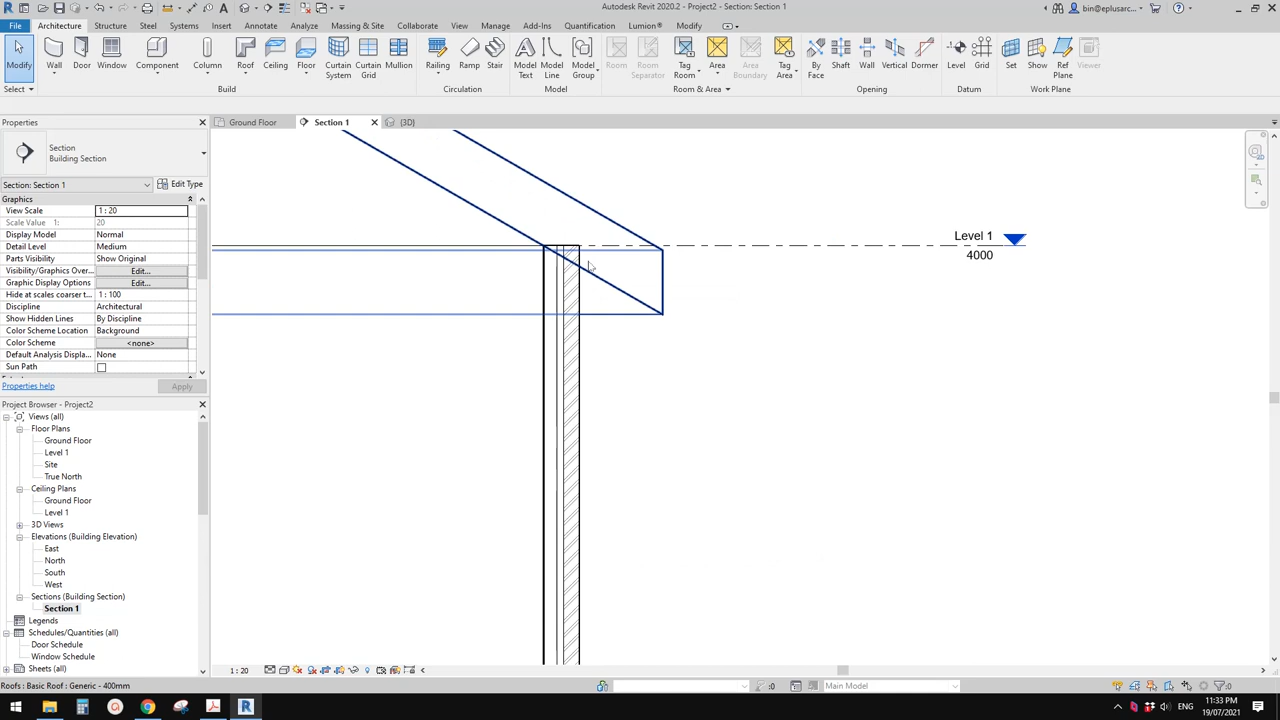 Autodesk Revit 2020.2 - Project2 - Section: Section 1
bin@eplusarc...
File Architecture Structure Steel Systems Insert Annotate Analyze Massing & Site Collaborate View Manage Add-Ins Quantification Lumion® Modify
Modify Wall Door Window Component Column Roof Ceiling Floor Curtain System Curtain Grid Mullion Railing Ramp Stair Model Text Model Line Model Group Room Room Separator Tag Room Area Area Boundary Tag Area By Face Shaft Wall Vertical Dormer Level Grid Set Show Ref Plane Viewer
Select Build Circulation Model Room & Area Opening Datum Work Plane
Properties
Ground Floor Section 1 {3D}
Section
Building Section
Section: Section 1 Edit Type
Graphics
View Scale 1 : 20
Scale Value 1: 20
Display Model Normal
Detail Level Medium
Parts Visibility Show Original
Visibility/Graphics Over... Edit...
Graphic Display Options Edit...
Hide at scales coarser t... 1 : 100
Discipline Architectural
Show Hidden Lines By Discipline
Color Scheme Location Background
Color Scheme <none>
Default Analysis Displa... None
Sun Path
Properties help Apply
Project Browser - Project2
Views (all)
Floor Plans
Ground Floor
Level 1
Site
True North
Ceiling Plans
Ground Floor
Level 1
3D Views
Elevations (Building Elevation)
East
North
South
West
Sections (Building Section)
Section 1
Legends
Schedules/Quantities (all)
Door Schedule
Window Schedule
Sheets (all)
Level 1
4000
1 : 20
Roofs : Basic Roof : Generic - 400mm
:0 Main Model :0
ENG
11:33 PM
19/07/2021